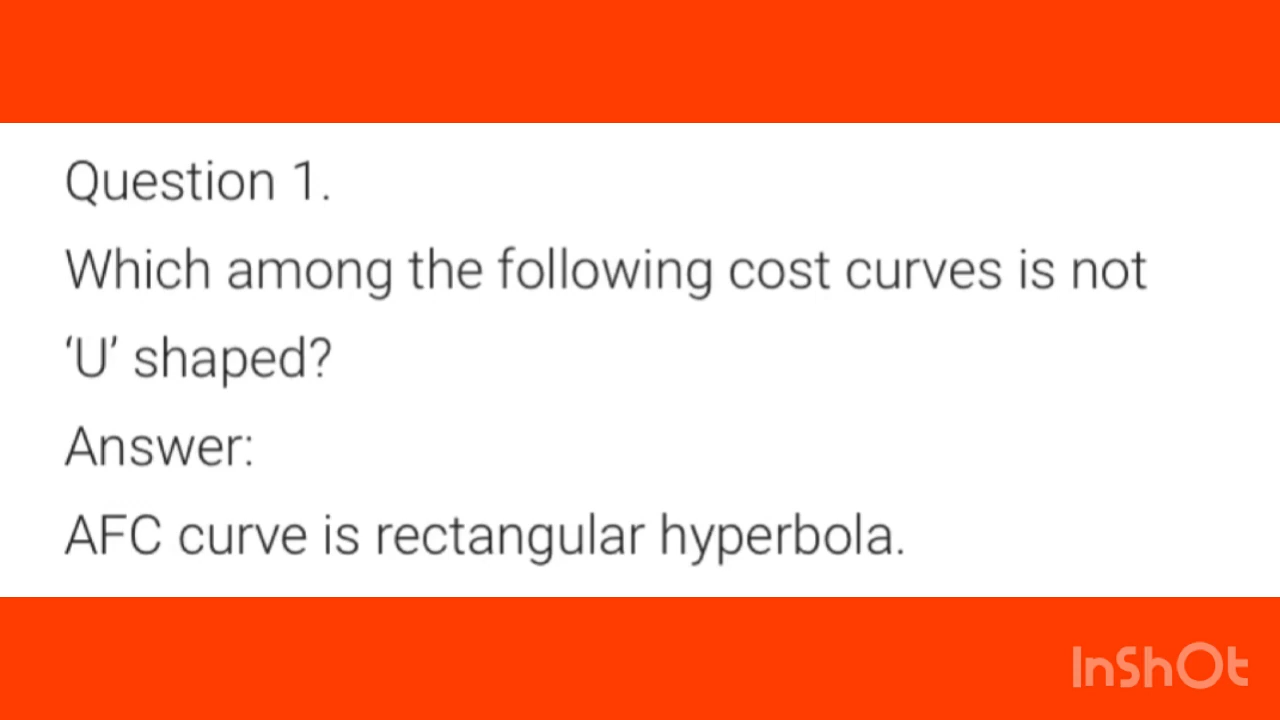 Question 1.
Which among the following cost curves is not
‘U’ shaped?
Answer:
AFC curve is rectangular hyperbola.
InShOt